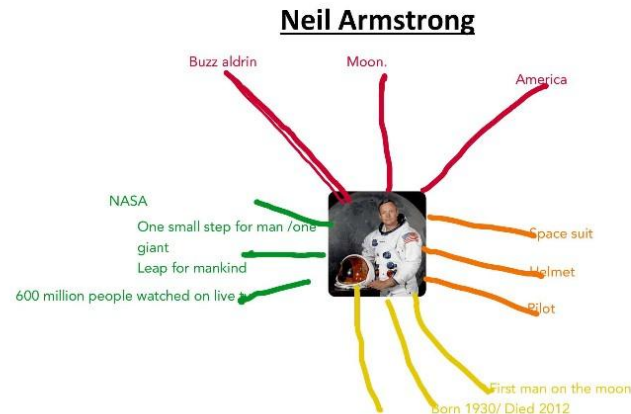 Neil Armstrong
Buzz aldrin
Moon.
America
NASA
One small step for man /one
giant
Leap for mankind
600 million people watched on live
Space suit
Helmet
Pilot
First man on the moon
Born 1930/ Died 2012